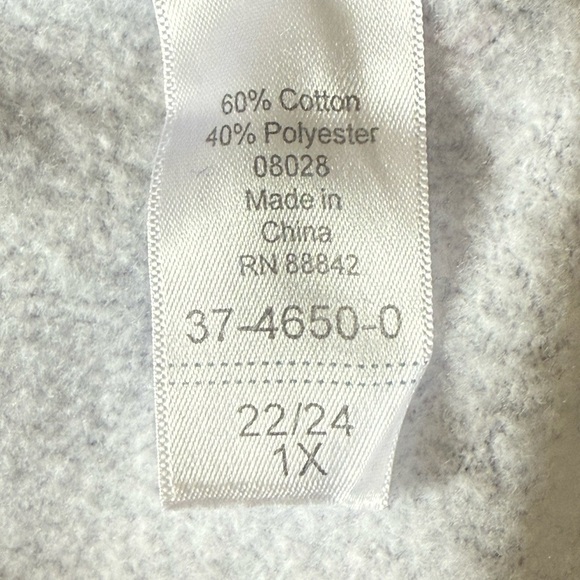 60% Cotton
40% Polyester
08028
Made in
China
RN 88842
37-4650-0
22/24
1X